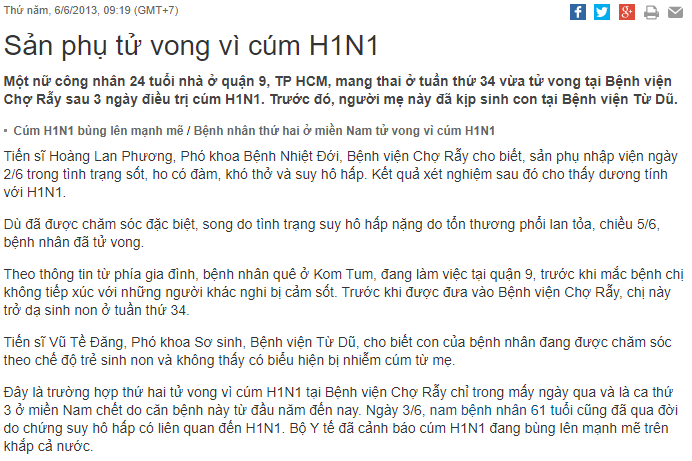 Thứ năm, 6/6/2013, 09:19 (GMT+7)
Sản phụ tử vong vì cúm H1N1
Một nữ công nhân 24 tuổi nhà ở quận 9, TP HCM, mang thai ở tuần thứ 34 vừa tử vong tại Bệnh viện
Chợ Rẫy sau 3 ngày điều trị cúm H1N1. Trước đó, người mẹ này đã kịp sinh con tại Bệnh viện Từ Dũ.
Cúm H1N1 bùng lên mạnh mẽ / Bệnh nhân thứ hai ở miền Nam tử vong vì cúm H1N1
Tiến sĩ Hoàng Lan Phương, Phó khoa Bệnh Nhiệt Đới, Bệnh viện Chợ Rẫy cho biết, sản phụ nhập viện ngày
2/6 trong tình trạng sốt, ho có đàm, khó thở và suy hô hấp. Kết quả xét nghiệm sau đó cho thấy dương tính
với H1N1.
Dù đã được chăm sóc đặc biệt, song do tình trạng suy hô hấp nặng do tổn thương phổi lan tỏa, chiều 5/6,
bệnh nhân đã tử vong.
Theo thông tin từ phía gia đình, bệnh nhân quê ở Kom Tum, đang làm việc tại quận 9, trước khi mắc bệnh chị
không tiếp xúc với những người khác nghi bị cảm sốt. Trước khi được đưa vào Bệnh viện Chợ Rẫy, chị này
trở dạ sinh non ở tuần thứ 34.
Tiến sĩ Vũ Tề Đăng, Phó khoa Sơ sinh, Bệnh viện Từ Dũ, cho biết con của bệnh nhân đang được chăm sóc
theo chế độ trẻ sinh non và không thấy có biểu hiện bị nhiễm cúm từ mẹ.
Đây là trường hợp thứ hai tử vong vì cúm H1N1 tại Bệnh viện Chợ Rẫy chỉ trong mấy ngày qua và là ca thứ
3 ở miền Nam chết do căn bệnh này từ đầu năm đến nay. Ngày 3/6, nam bệnh nhân 61 tuổi cũng đã qua đời
do chứng suy hô hấp có liên quan đến H1N1. Bộ Y tế đã cảnh báo cúm H1N1 đang bùng lên mạnh mẽ trên
khắp cả nước.